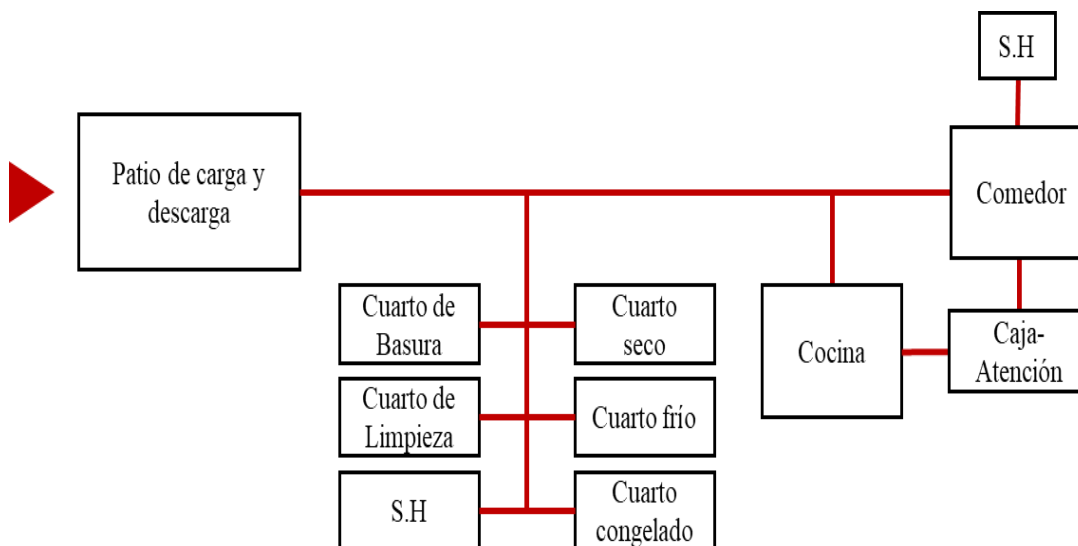 S.H
Patio de carga y
descarga
Comedor
Cuarto de
Basura
Cuarto
seco
Cocina
Caja-
Atención
Cuarto de
Limpieza
Cuarto frío
S.H
Cuarto
congelado